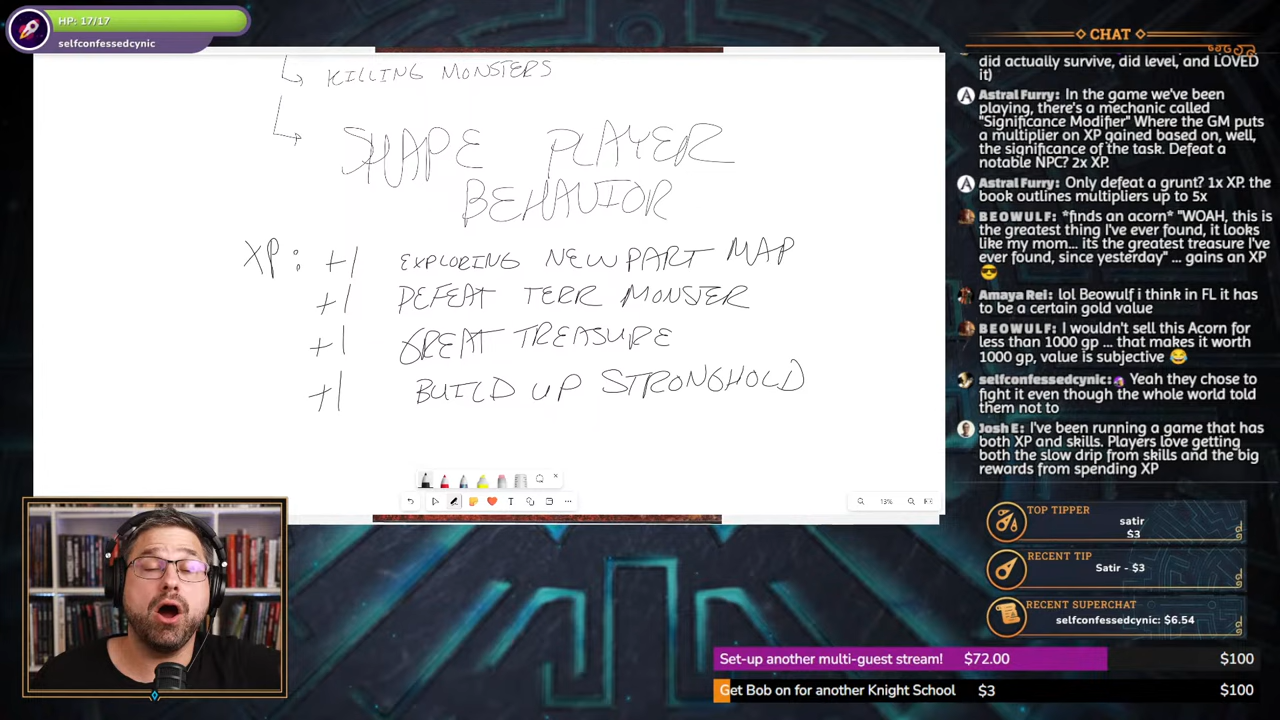 HP: 17/17
selfconfessedcynic
KILLING MONSTERS
SHAPE PLAYER
BEHAVIOR
XP: +1 EXPLORING NEW PART MAP
+1 DEFEAT TERR MONSTER
+1 GREAT TREASURE
+1 BUILD UP STRONGHOLD
T
13%
CHAT
did actually survive, did level, and LOVED
it)
Astral Furry: In the game we've been
playing, there's a mechanic called
"Significance Modifier" Where the GM puts
a multiplier on XP gained based on, well,
the significance of the task. Defeat a
notable NPC? 2x XP.
Astral Furry: Only defeat a grunt? 1x XP. the
book outlines multipliers up to 5x
BEOWULF: *finds an acorn* "WOAH, this is
the greatest thing I've ever found, it looks
like my mom... its the greatest treasure I've
ever found, since yesterday" ... gains an XP
Amaya Rei: lol Beowulf i think in FL it has
to be a certain gold value
BEOWULF: I wouldn't sell this Acorn for
less than 1000 gp ... that makes it worth
1000 gp, value is subjective
selfconfessedcynic: Yeah they chose to
fight it even though the whole world told
them not to
Josh E: I've been running a game that has
both XP and skills. Players love getting
both the slow drip from skills and the big
rewards from spending XP
TOP TIPPER
satir
$3
RECENT TIP
Satir - $3
RECENT SUPERCHAT
selfconfessedcynic: $6.54
Set-up another multi-guest stream! $72.00 $100
Get Bob on for another Knight School $3 $100